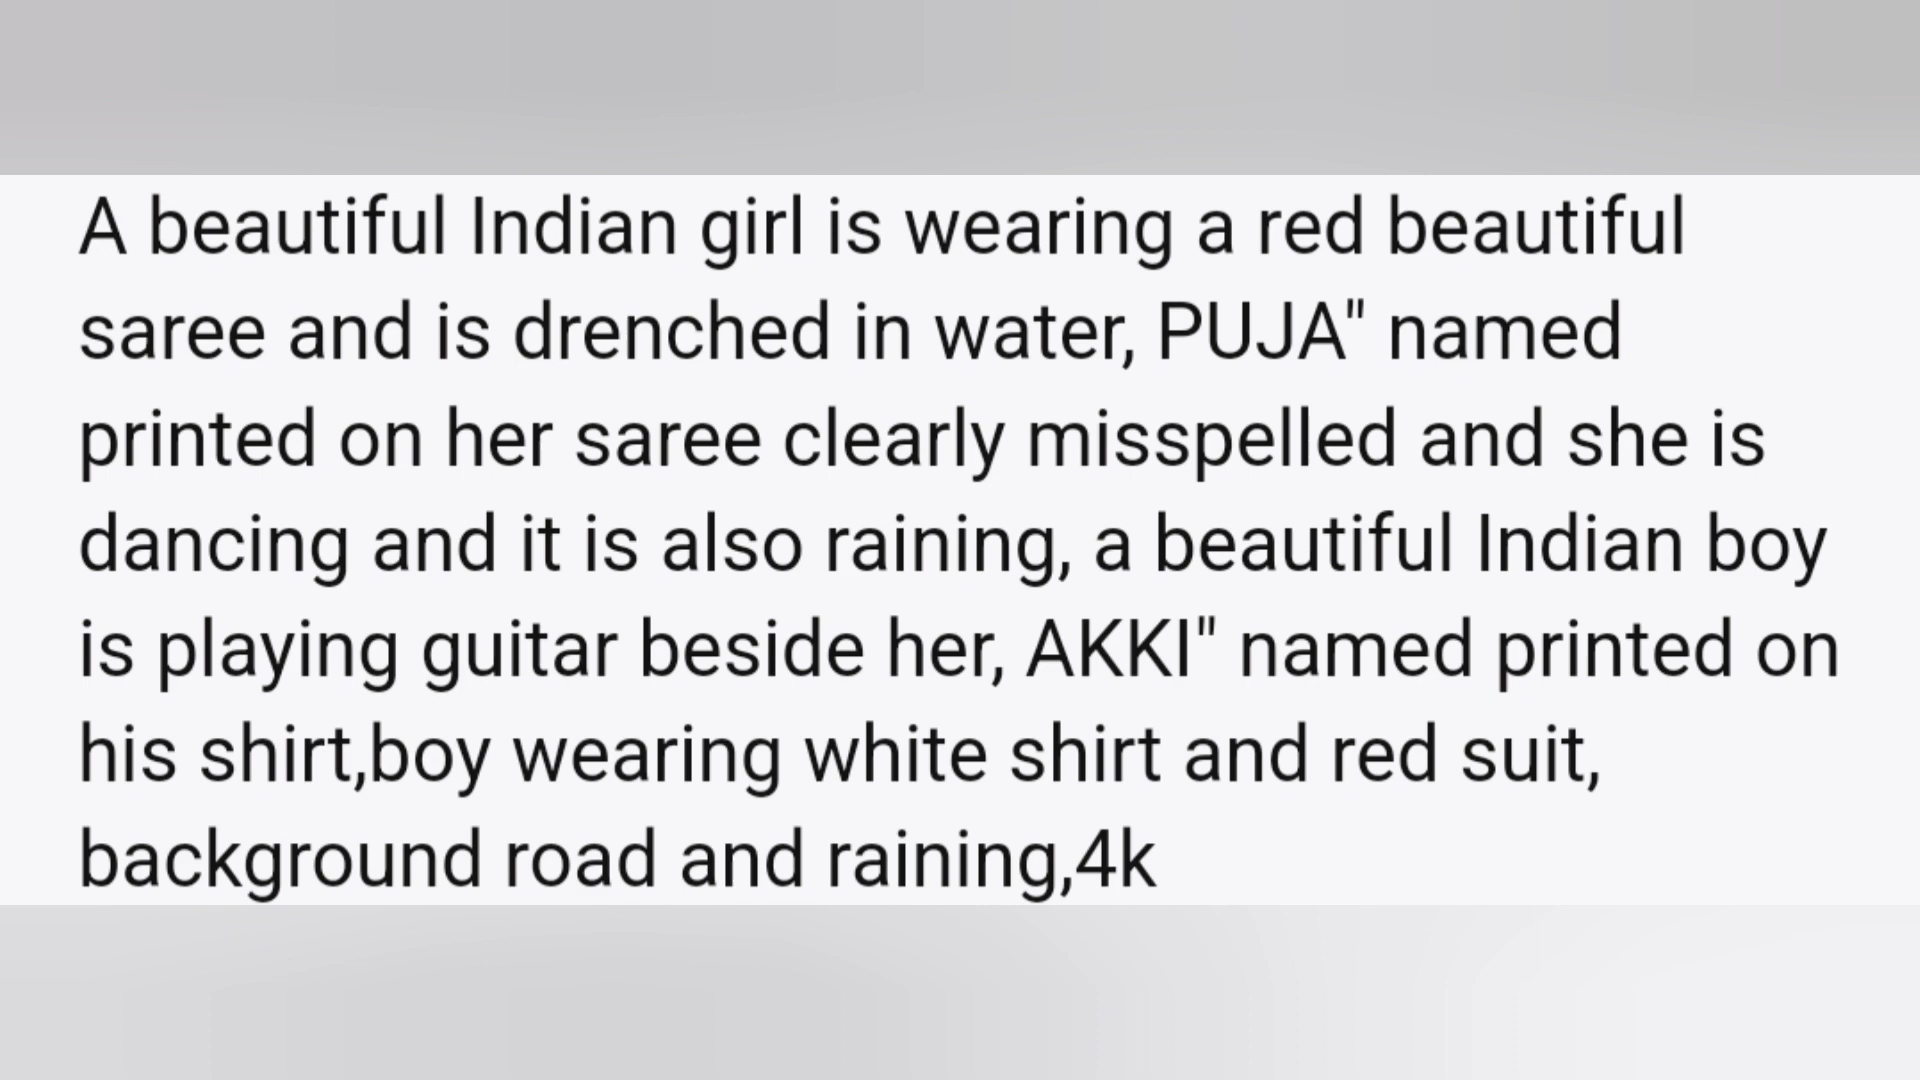 A beautiful Indian girl is wearing a red beautiful
saree and is drenched in water, PUJA" named
printed on her saree clearly misspelled and she is
dancing and it is also raining, a beautiful Indian boy
is playing guitar beside her, AKKI" named printed on
his shirt,boy wearing white shirt and red suit,
background road and raining,4k